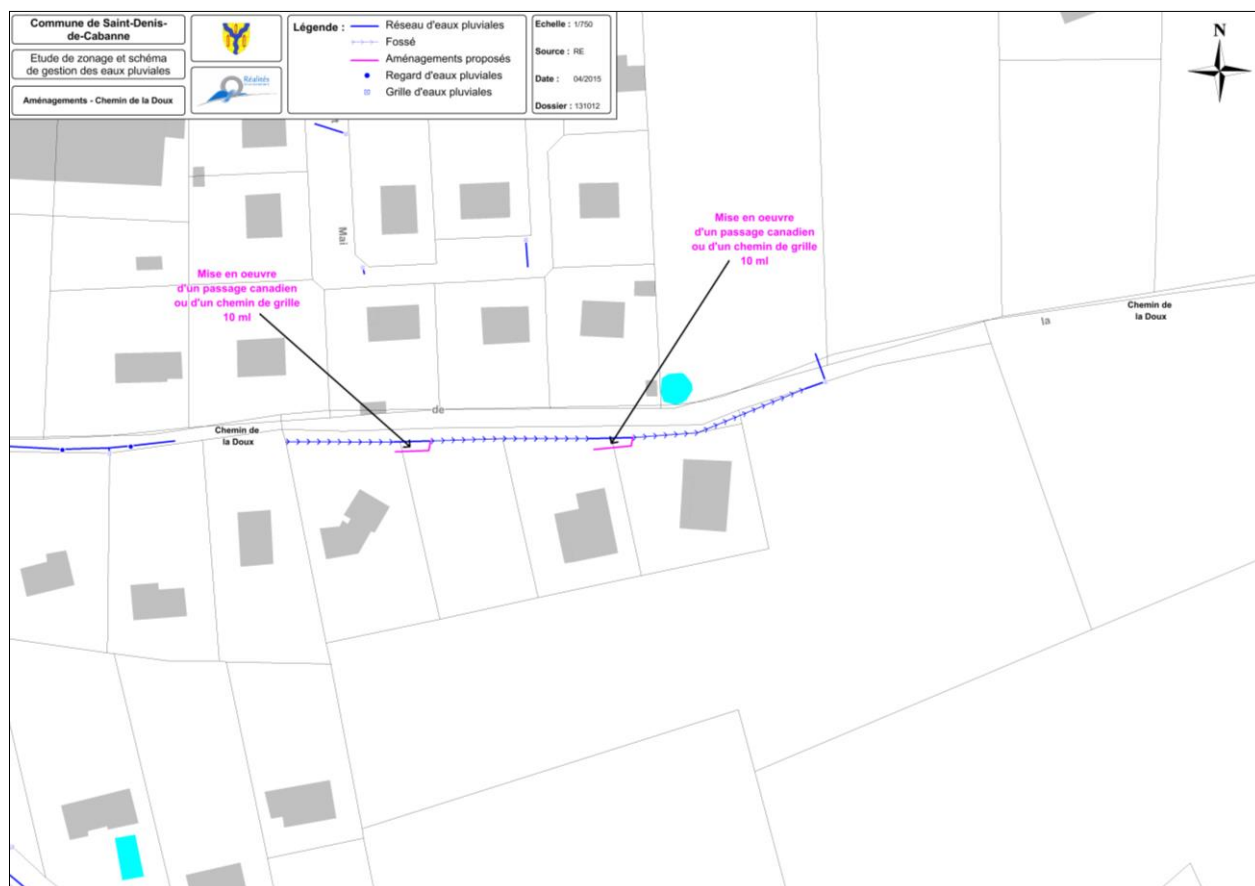 Commune de Saint-Denis-
de-Cabanne
Etude de zonage et schéma
de gestion des eaux pluviales
Aménagements - Chemin de la Doux
Réalités
Légende :
Réseau d'eaux pluviales
Fossé
Aménagements proposés
Regard d'eaux pluviales
Grille d'eaux pluviales
Echelle : 1/750
Source : RE
Date : 04/2015
Dossier : 131012
N
Mai
Mise en oeuvre
d'un passage canadien
ou d'un chemin de grille
10 ml
Mise en oeuvre
d'un passage canadien
ou d'un chemin de grille
10 ml
Chemin de
la Doux
la
de
Chemin de
la Doux